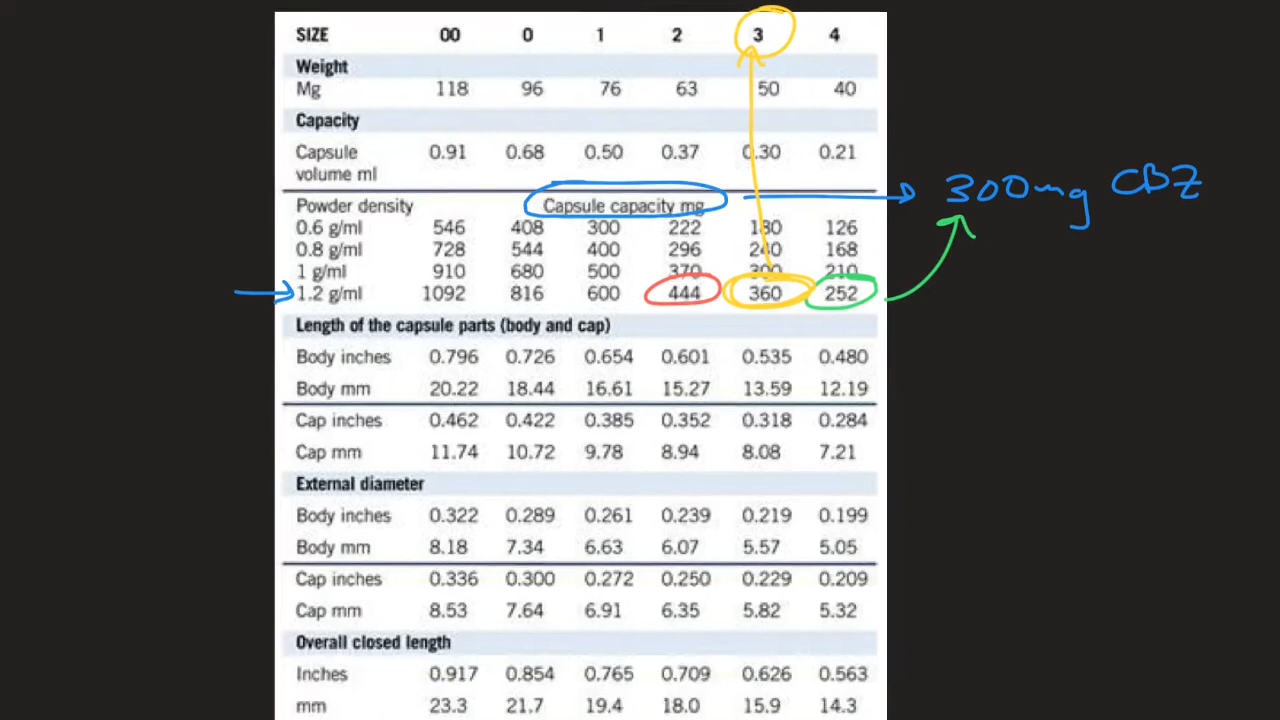 SIZE 00 0 1 2 3 4
Weight
Mg 118 96 76 63 50 40
Capacity
Capsule volume ml 0.91 0.68 0.50 0.37 0.30 0.21
300mg CBZ
Powder density Capsule capacity mg
0.6 g/ml 546 408 300 222 180 126
0.8 g/ml 728 544 400 296 240 168
1 g/ml 910 680 500 370 300 210
1.2 g/ml 1092 816 600 444 360 252
Length of the capsule parts (body and cap)
Body inches 0.796 0.726 0.654 0.601 0.535 0.480
Body mm 20.22 18.44 16.61 15.27 13.59 12.19
Cap inches 0.462 0.422 0.385 0.352 0.318 0.284
Cap mm 11.74 10.72 9.78 8.94 8.08 7.21
External diameter
Body inches 0.322 0.289 0.261 0.239 0.219 0.199
Body mm 8.18 7.34 6.63 6.07 5.57 5.05
Cap inches 0.336 0.300 0.272 0.250 0.229 0.209
Cap mm 8.53 7.64 6.91 6.35 5.82 5.32
Overall closed length
Inches 0.917 0.854 0.765 0.709 0.626 0.563
mm 23.3 21.7 19.4 18.0 15.9 14.3